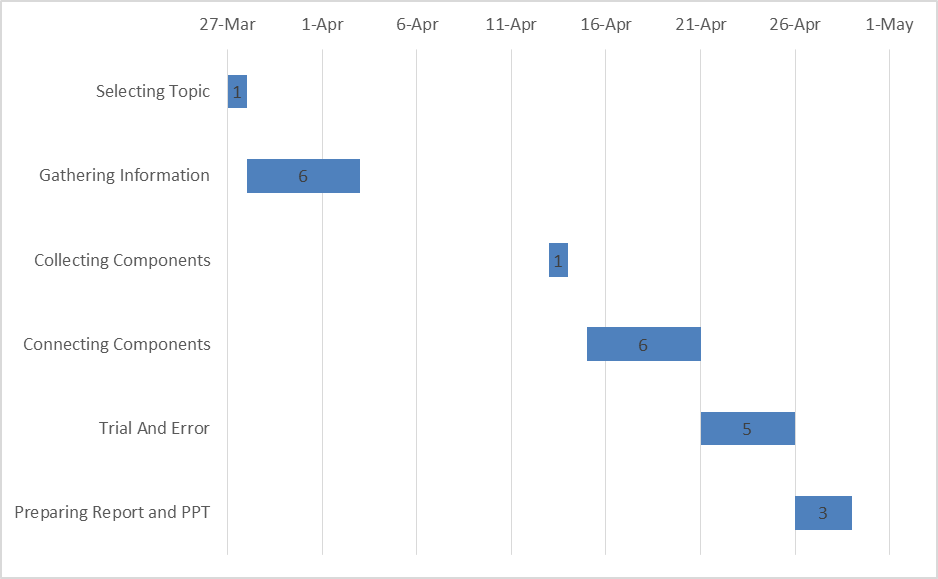 27-Mar 1-Apr 6-Apr 11-Apr 16-Apr 21-Apr 26-Apr 1-May
Selecting Topic 1
Gathering Information 6
Collecting Components 1
Connecting Components 6
Trial And Error 5
Preparing Report and PPT 3